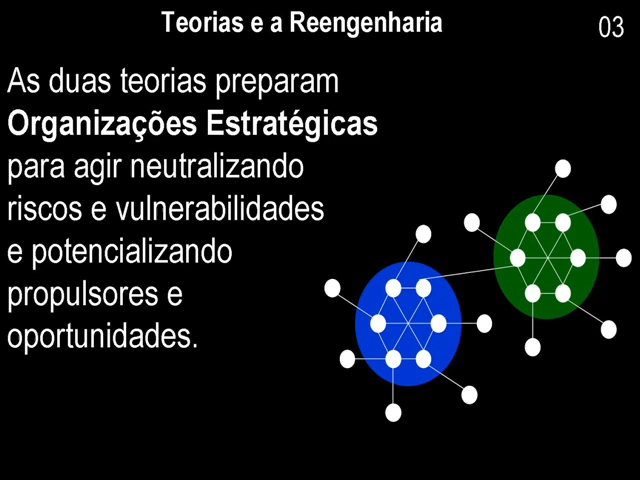 Teorias e a Reengenharia
03
As duas teorias preparam
Organizações Estratégicas
para agir neutralizando
riscos e vulnerabilidades
e potencializando
propulsores e
oportunidades.